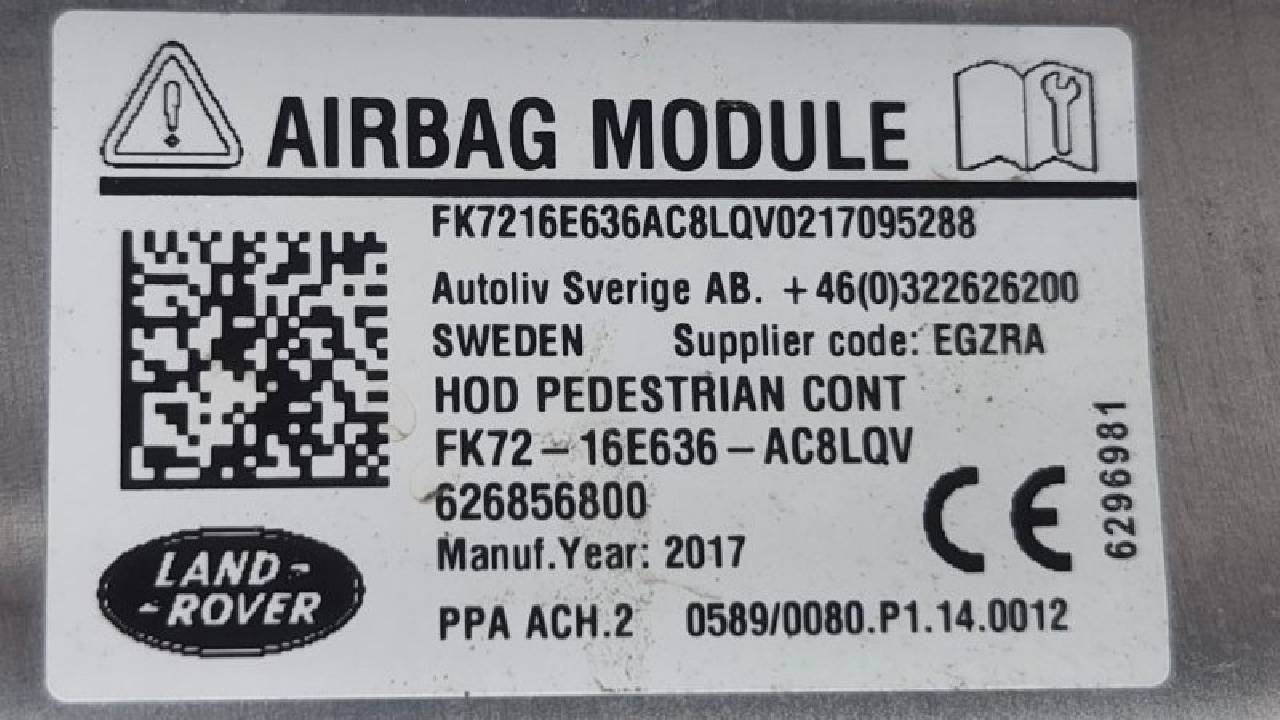 AIRBAG MODULE
FK7216E636AC8LQV0217095288
Autoliv Sverige AB. +46(0)322626200
SWEDEN Supplier code: EGZRA
HOD PEDESTRIAN CONT
FK72-16E636-AC8LQV
626856800
Manuf.Year: 2017
PPA ACH.2 0589/0080.P1.14.0012
CE
6296981
LAND-
-ROVER